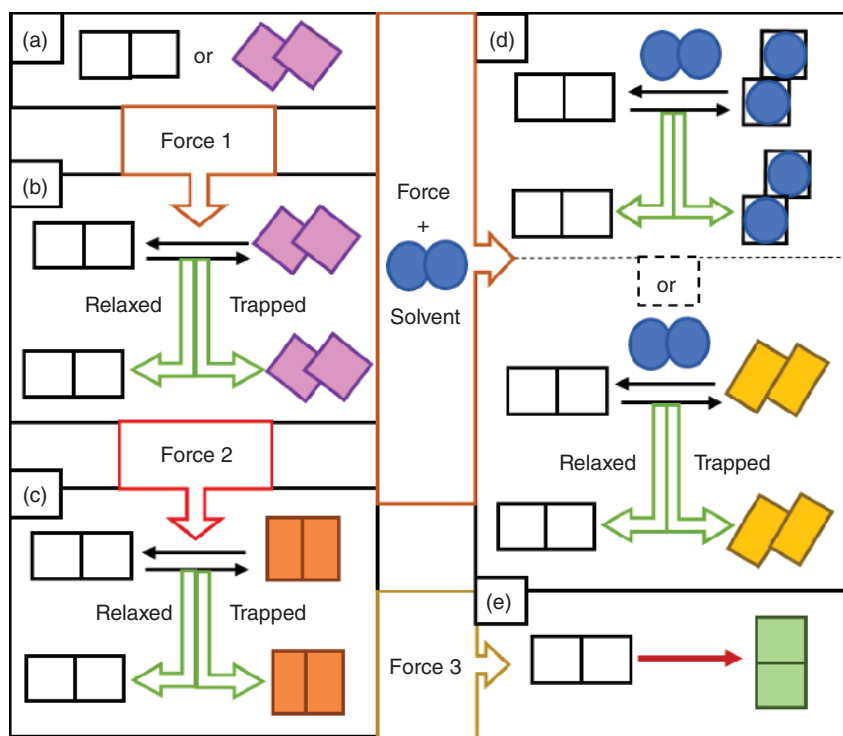 (a)
or
Force 1
(b)
Relaxed Trapped
Force 2
(c)
Relaxed Trapped
Force
+
Solvent
Force 3
(d)
or
Relaxed Trapped
(e)